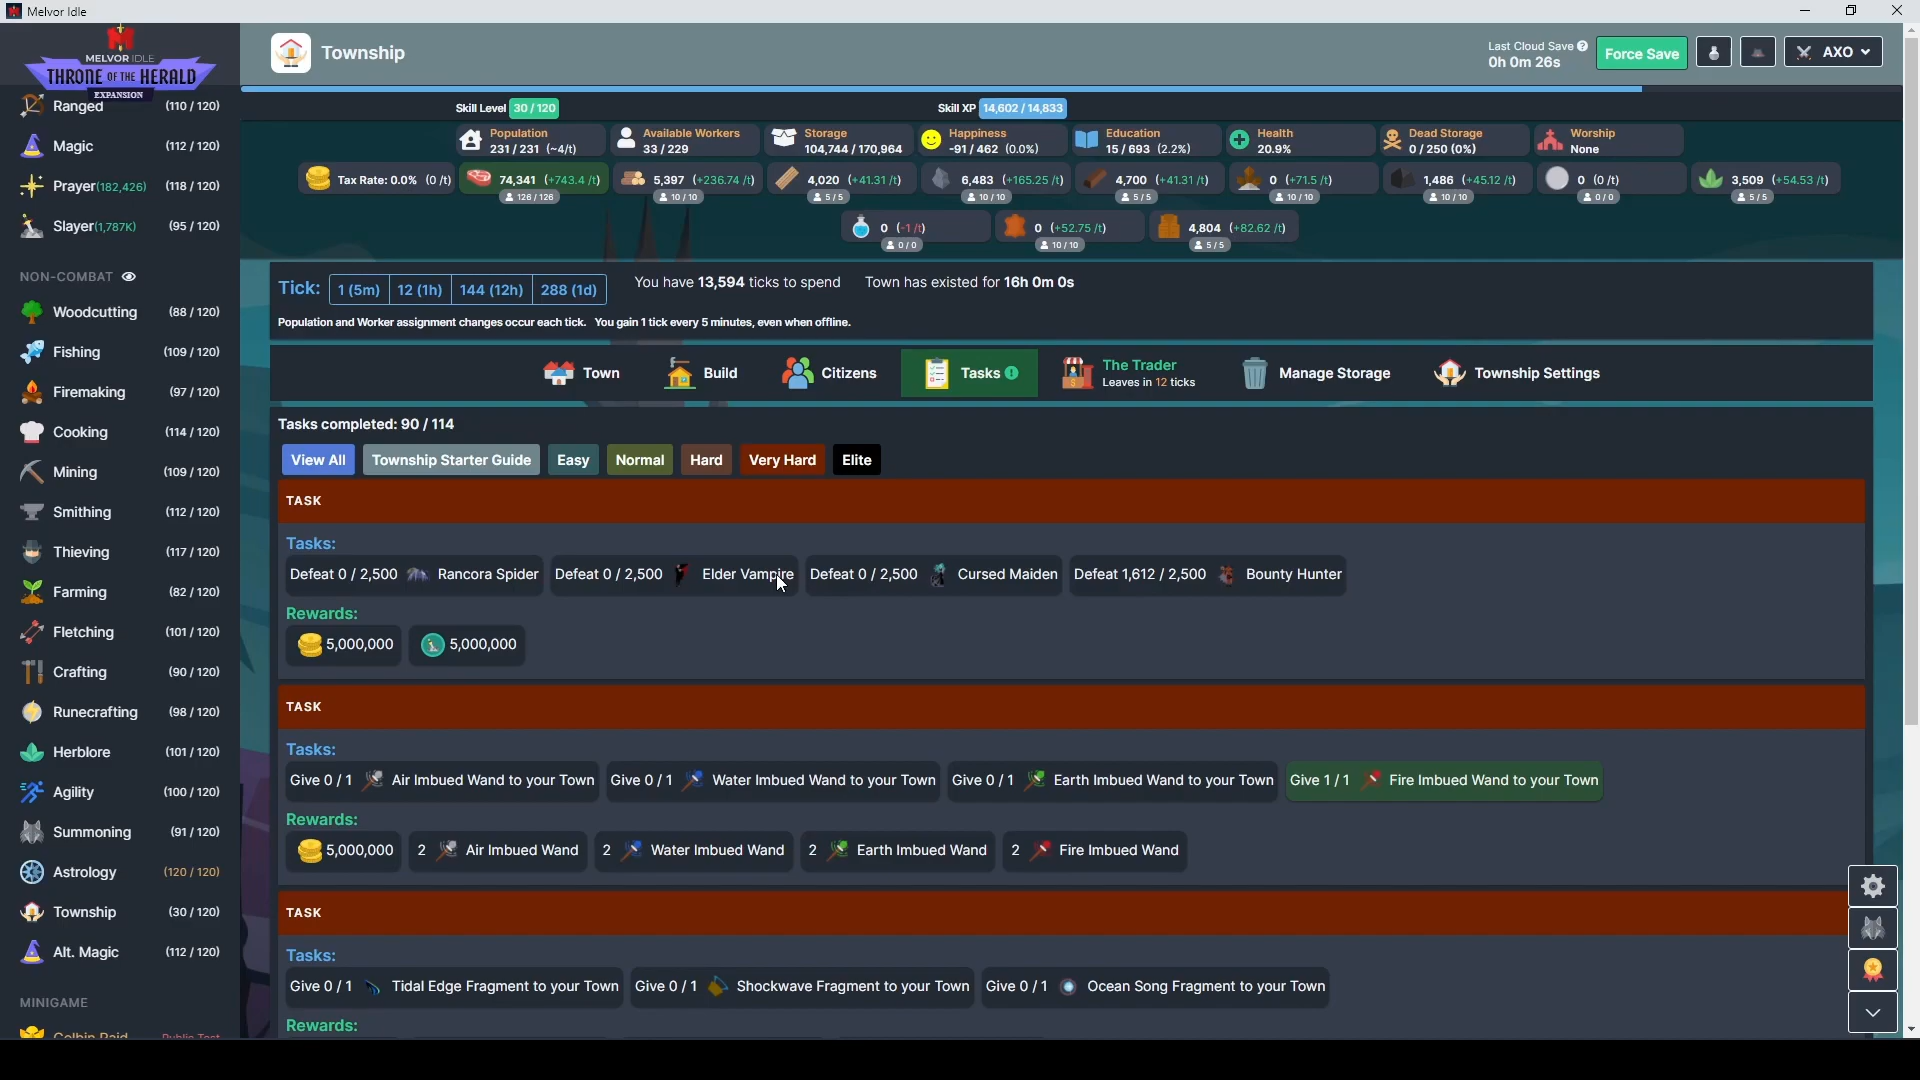 Melvor Idle
MELVOR IDLE
THRONE OF THE HERALD
EXPANSION
Township
Last Cloud Save
0h 0m 26s
Force Save
AXO
Ranged (110 / 120)
Magic (112 / 120)
Prayer(182,426) (118 / 120)
Slayer(1,787K) (95 / 120)
NON-COMBAT
Woodcutting (88 / 120)
Fishing (109 / 120)
Firemaking (97 / 120)
Cooking (114 / 120)
Mining (109 / 120)
Smithing (112 / 120)
Thieving (117 / 120)
Farming (82 / 120)
Fletching (101 / 120)
Crafting (90 / 120)
Runecrafting (98 / 120)
Herblore (101 / 120)
Agility (100 / 120)
Summoning (91 / 120)
Astrology (120 / 120)
Township (30 / 120)
Alt. Magic (112 / 120)
MINIGAME
Golbin Raid Public Test
Skill Level 30 / 120
Skill XP 14,602 / 14,833
Population
231 / 231 (~4/t)
Available Workers
33 / 229
Storage
104,744 / 170,964
Happiness
-91 / 462 (0.0%)
Education
15 / 693 (2.2%)
Health
20.9%
Dead Storage
0 / 250 (0%)
Worship
None
Tax Rate: 0.0% (0 /t)
74,341 (+743.4 /t)
126 / 126
5,397 (+236.74 /t)
10 / 10
4,020 (+41.31 /t)
5 / 5
6,483 (+165.25 /t)
10 / 10
4,700 (+41.31 /t)
5 / 5
0 (+71.5 /t)
10 / 10
1,486 (+45.12 /t)
10 / 10
0 (0 /t)
0 / 0
3,509 (+54.53 /t)
5 / 5
0 (-1 /t)
0 / 0
0 (+52.75 /t)
10 / 10
4,804 (+82.62 /t)
5 / 5
Tick: 1 (5m) 12 (1h) 144 (12h) 288 (1d) You have 13,594 ticks to spend Town has existed for 16h 0m 0s
Population and Worker assignment changes occur each tick. You gain 1 tick every 5 minutes, even when offline.
Town
Build
Citizens
Tasks
The Trader
Leaves in 12 ticks
Manage Storage
Township Settings
Tasks completed: 90 / 114
View All Township Starter Guide Easy Normal Hard Very Hard Elite
TASK
Tasks:
Defeat 0 / 2,500 Rancora Spider Defeat 0 / 2,500 Elder Vampire Defeat 0 / 2,500 Cursed Maiden Defeat 1,612 / 2,500 Bounty Hunter
Rewards:
5,000,000 5,000,000
TASK
Tasks:
Give 0 / 1 Air Imbued Wand to your Town Give 0 / 1 Water Imbued Wand to your Town Give 0 / 1 Earth Imbued Wand to your Town Give 1 / 1 Fire Imbued Wand to your Town
Rewards:
5,000,000 2 Air Imbued Wand 2 Water Imbued Wand 2 Earth Imbued Wand 2 Fire Imbued Wand
TASK
Tasks:
Give 0 / 1 Tidal Edge Fragment to your Town Give 0 / 1 Shockwave Fragment to your Town Give 0 / 1 Ocean Song Fragment to your Town
Rewards: